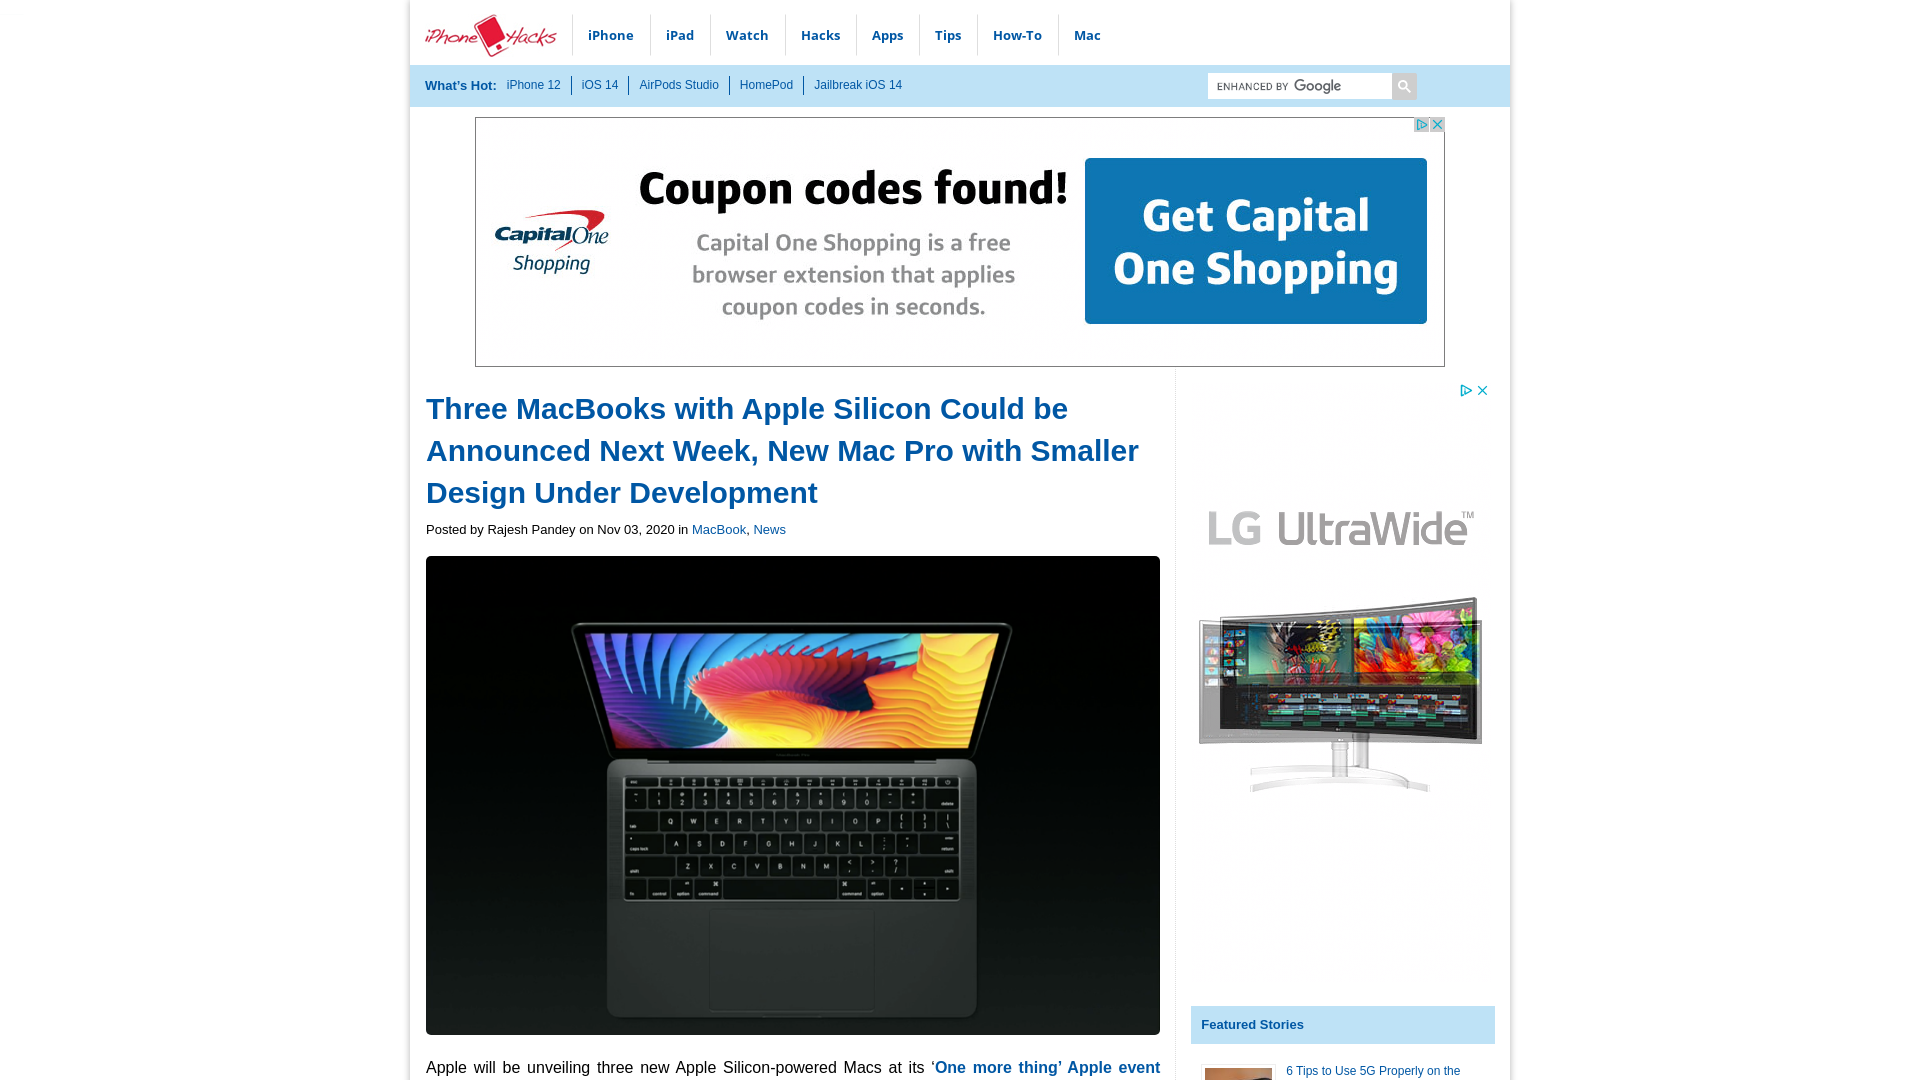 iPhone Hacks
iPhone
iPad
Watch
Hacks
Apps
Tips
How-To
Mac
What's Hot:
iPhone 12
iOS 14
AirPods Studio
HomePod
Jailbreak iOS 14
ENHANCED BY Google
Coupon codes found!
Capital One
Shopping
Capital One Shopping is a free
browser extension that applies
coupon codes in seconds.
Get Capital
One Shopping
Three MacBooks with Apple Silicon Could be
Announced Next Week, New Mac Pro with Smaller
Design Under Development
Posted by Rajesh Pandey on Nov 03, 2020 in MacBook, News
LG UltraWide™
Apple will be unveiling three new Apple Silicon-powered Macs at its ‘One more thing’ Apple event
Featured Stories
6 Tips to Use 5G Properly on the